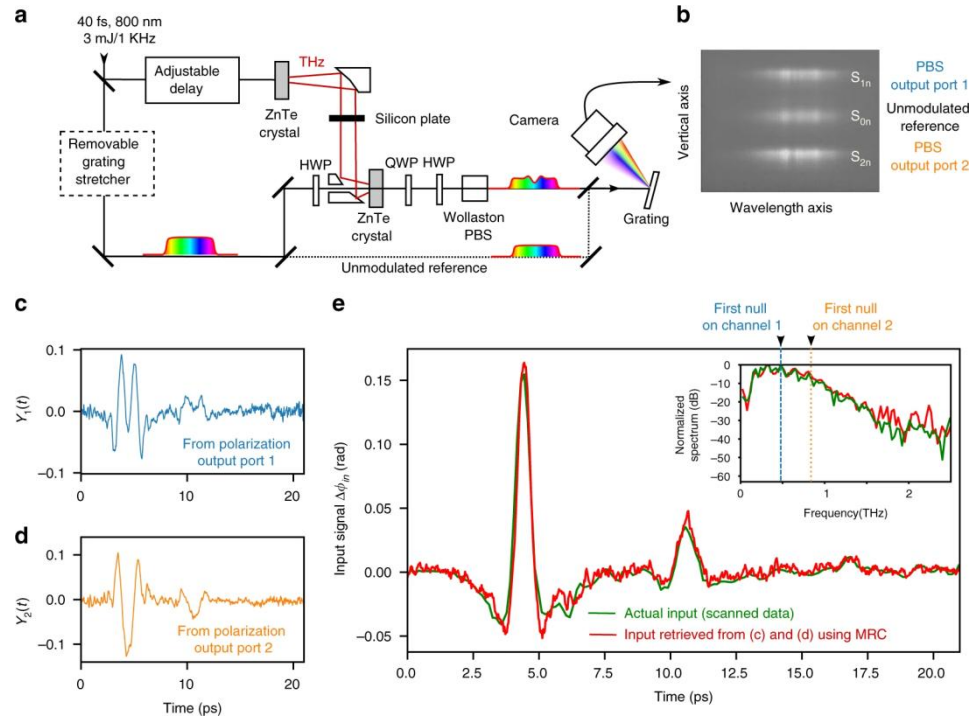 a
40 fs, 800 nm
3 mJ/1 KHz
Adjustable
delay
THz
ZnTe
crystal
Silicon plate
Removable
grating
stretcher
HWP
QWP HWP
ZnTe
crystal
Wollaston
PBS
Camera
Grating
Unmodulated reference
b
Vertical axis
S1n
S0n
S2n
PBS
output port 1
Unmodulated
reference
PBS
output port 2
Wavelength axis
c
Y1(t)
0.1
0.0
−0.1
From polarization
output port 1
0
10
20
d
Y2(t)
0.1
0.0
−0.1
From polarization
output port 2
0
10
20
Time (ps)
e
First null
on channel 1
First null
on channel 2
Input signal Δϕin (rad)
0.15
0.10
0.05
0.00
−0.05
Normalized
spectrum (dB)
0
−10
−20
−30
−40
−50
−60
0
1
2
Frequency(THz)
Actual input (scanned data)
Input retrieved from (c) and (d) using MRC
0.0
2.5
5.0
7.5
10.0
12.5
15.0
17.5
20.0
Time (ps)